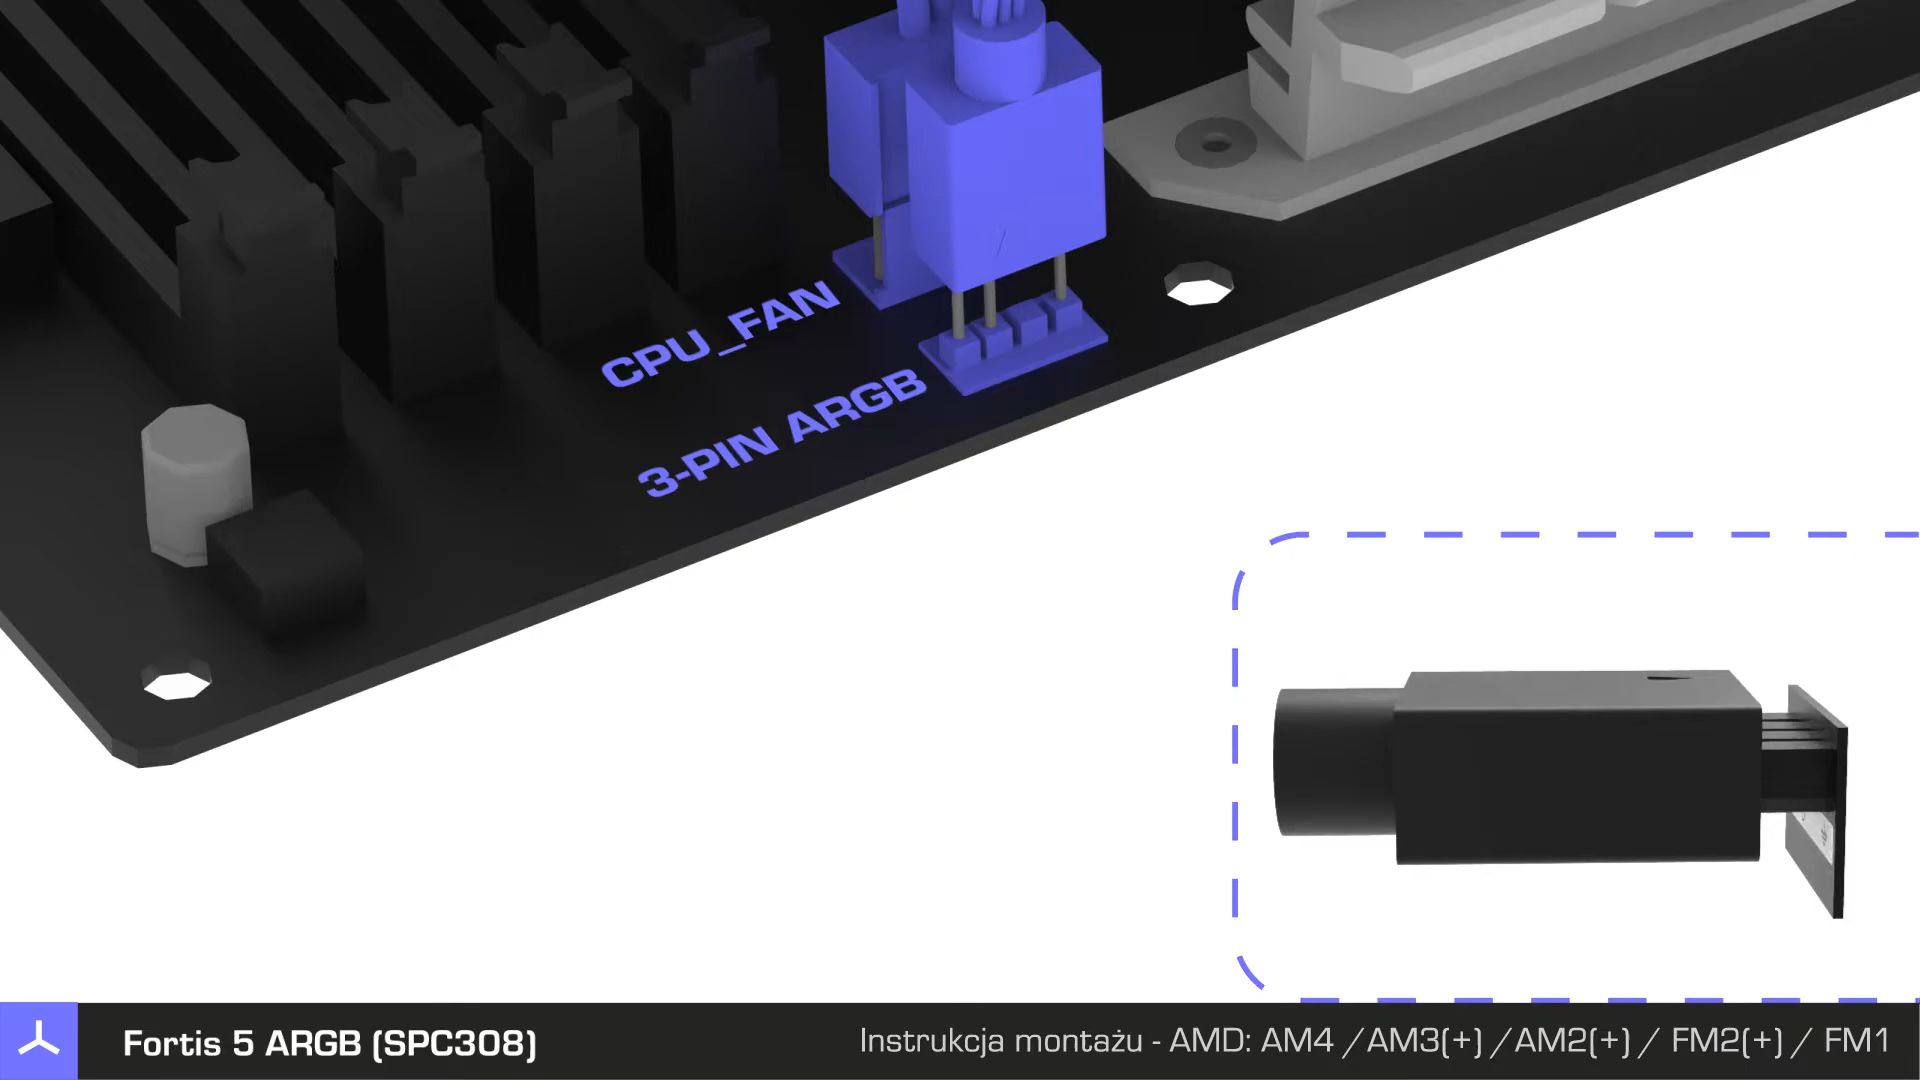 CPU_FAN
3-PIN ARGB
Fortis 5 ARGB (SPC308)
Instrukcja montażu - AMD: AM4 / AM3(+) / AM2(+) / FM2(+) / FM1